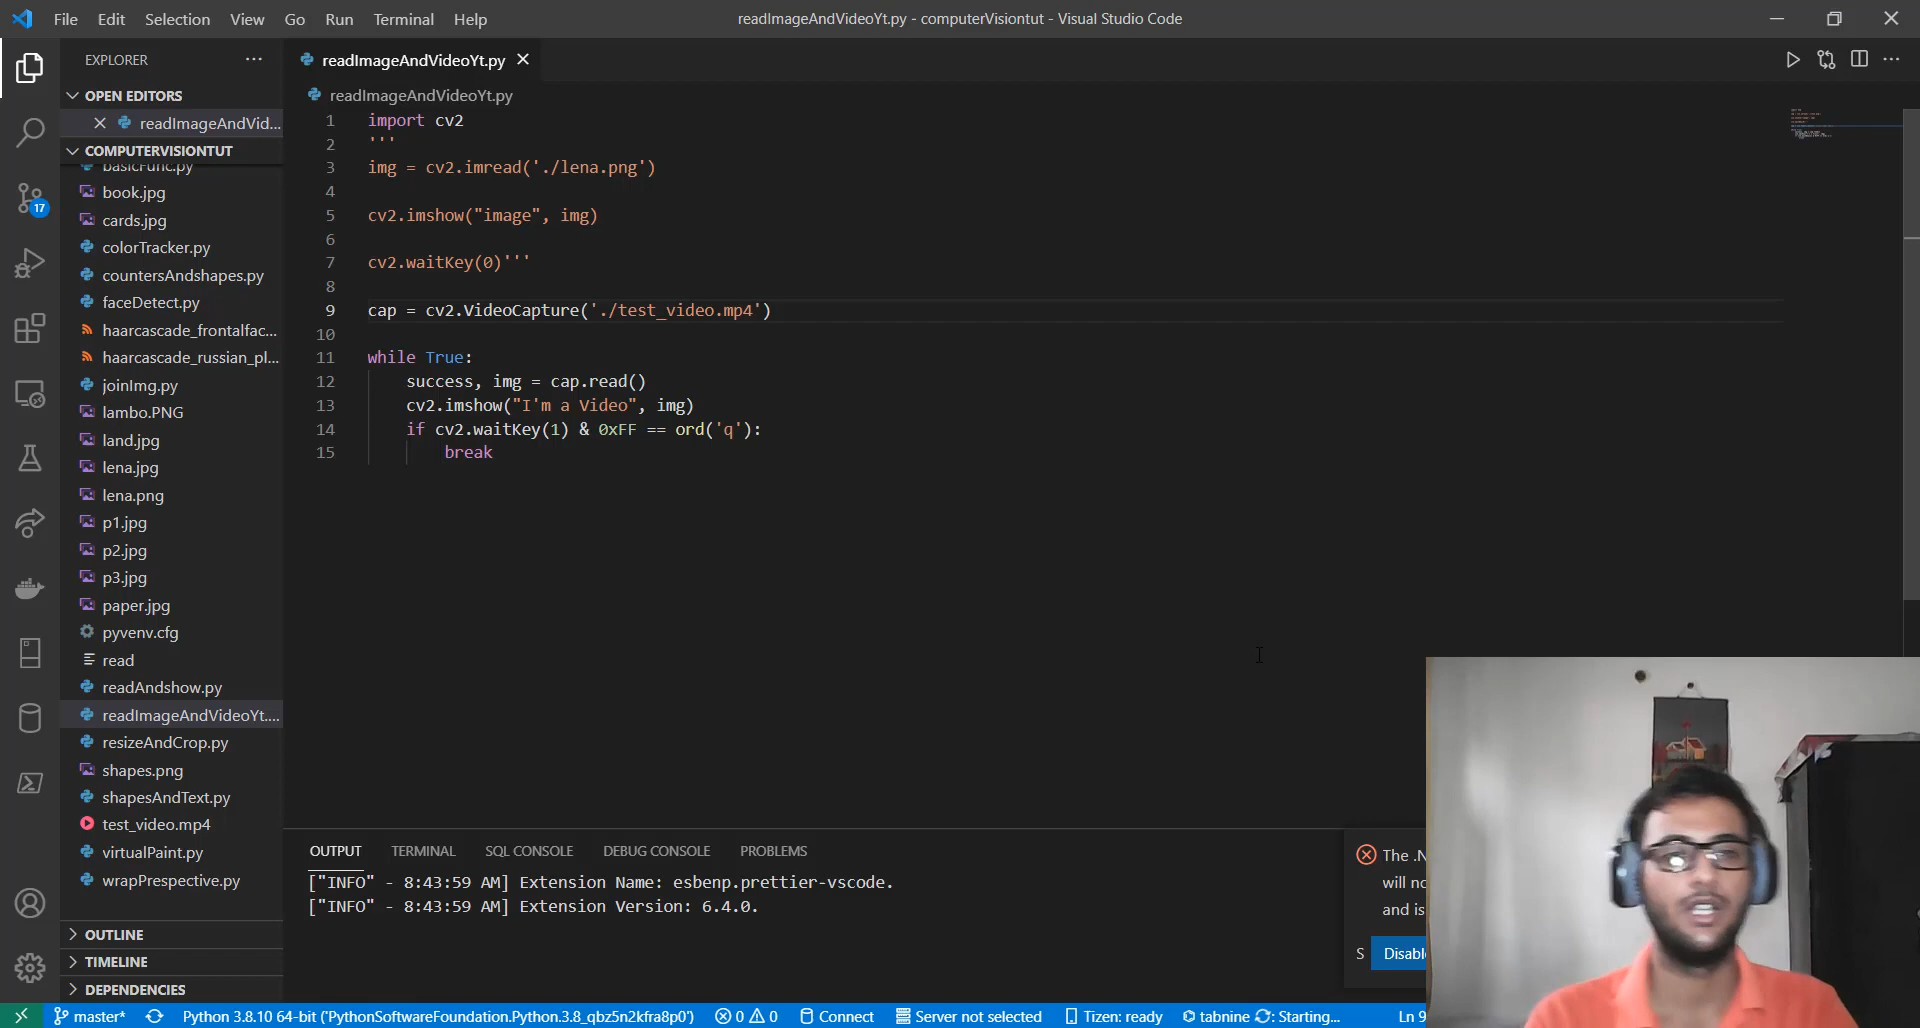 File Edit Selection View Go Run Terminal Help
readImageAndVideoYt.py - computerVisiontut - Visual Studio Code
EXPLORER
OPEN EDITORS
readImageAndVid...
COMPUTERVISIONTUT
basicFunc.py
book.jpg
cards.jpg
colorTracker.py
countersAndshapes.py
faceDetect.py
haarcascade_frontalfac...
haarcascade_russian_pl...
joinImg.py
lambo.PNG
land.jpg
lena.jpg
lena.png
p1.jpg
p2.jpg
p3.jpg
paper.jpg
pyvenv.cfg
read
readAndshow.py
readImageAndVideoYt....
resizeAndCrop.py
shapes.png
shapesAndText.py
test_video.mp4
virtualPaint.py
wrapPrespective.py
OUTLINE
TIMELINE
DEPENDENCIES
17
readImageAndVideoYt.py
readImageAndVideoYt.py
1 import cv2
2 '''
3 img = cv2.imread('./lena.png')
4
5 cv2.imshow("image", img)
6
7 cv2.waitKey(0)'''
8
9 cap = cv2.VideoCapture('./test_video.mp4')
10
11 while True:
12 success, img = cap.read()
13 cv2.imshow("I'm a Video", img)
14 if cv2.waitKey(1) & 0xFF == ord('q'):
15 break
OUTPUT TERMINAL SQL CONSOLE DEBUG CONSOLE PROBLEMS
["INFO" - 8:43:59 AM] Extension Name: esbenp.prettier-vscode.
["INFO" - 8:43:59 AM] Extension Version: 6.4.0.
The .N
will no
and is
S Disabl
master* Python 3.8.10 64-bit ('PythonSoftwareFoundation.Python.3.8_qbz5n2kfra8p0') 0 0 Connect Server not selected Tizen: ready tabnine : Starting... Ln 9